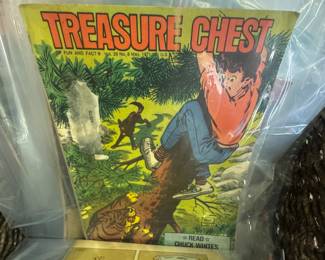 TREASURE CHEST
FUN AND FACT
READ
CHUCK WHITE'S